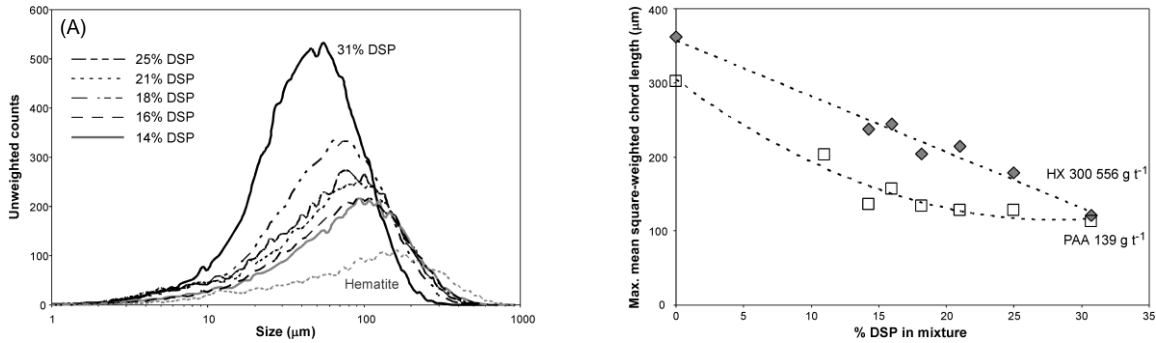 (A)
31% DSP
25% DSP
21% DSP
18% DSP
16% DSP
14% DSP
Hematite
Unweighted counts
600
500
400
300
200
100
0
1
10
100
1000
Size (μm)
Max. mean square-weighted chord length (μm)
400
300
200
100
0
HX 300 556 g t⁻¹
PAA 139 g t⁻¹
0
5
10
15
20
25
30
35
% DSP in mixture